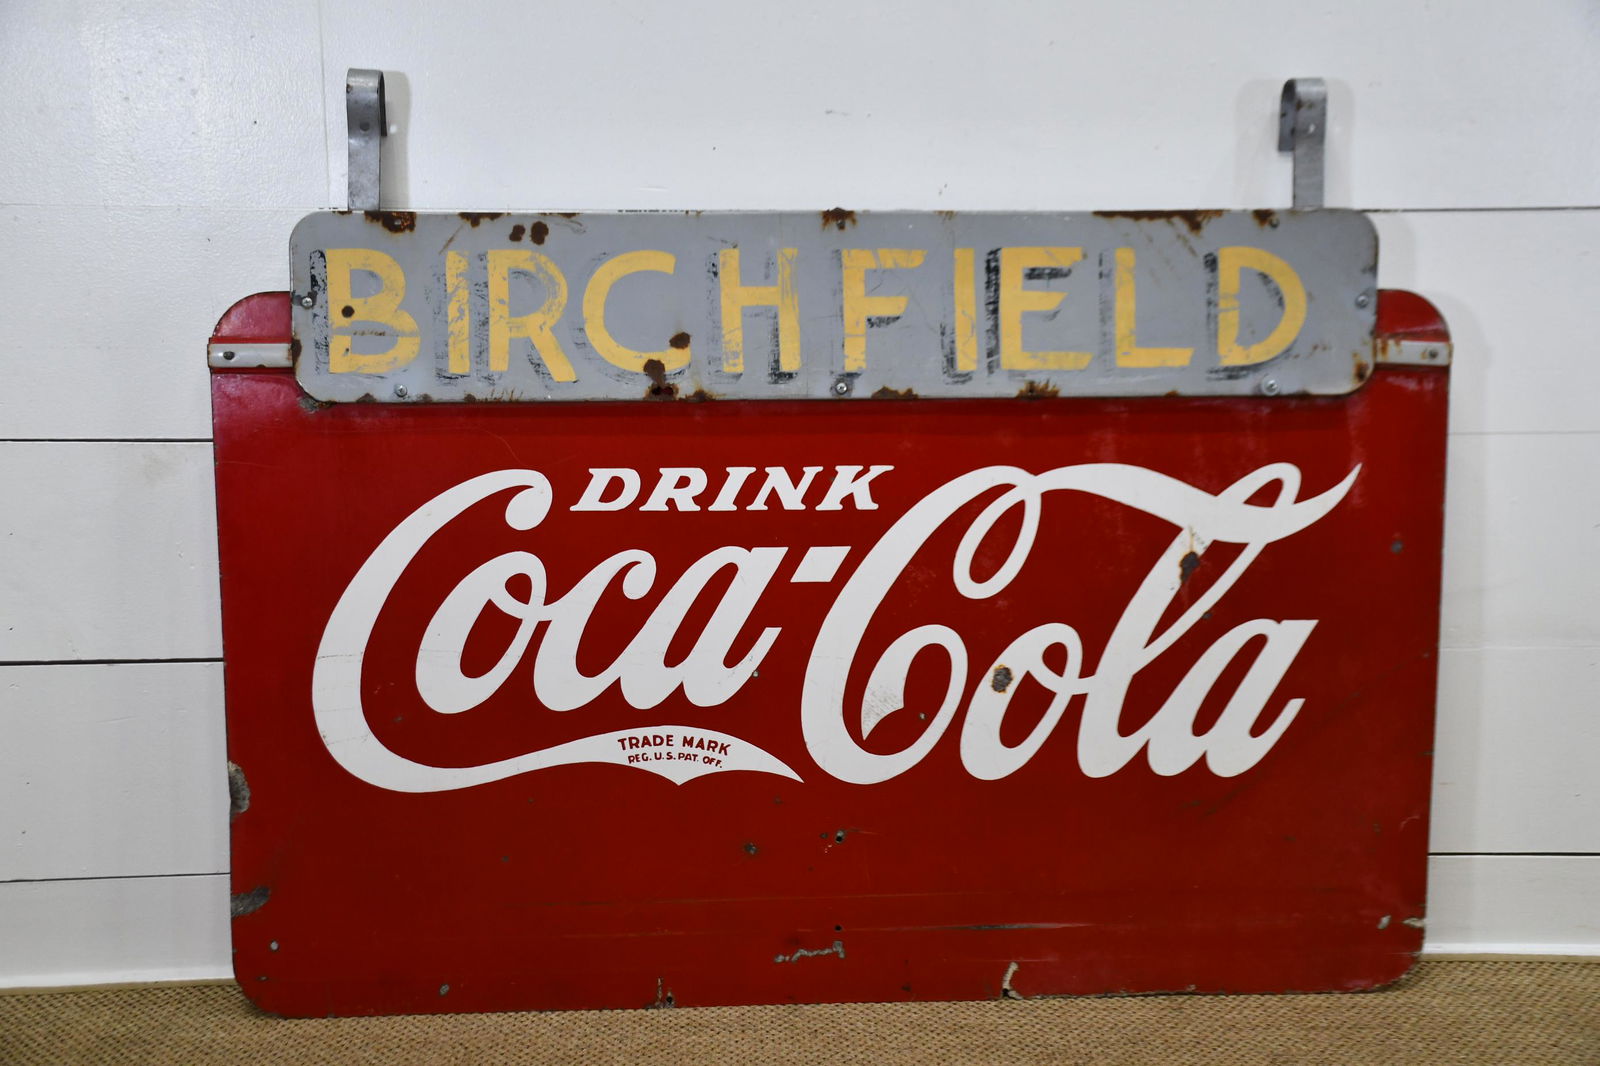 BIRCHFIELD
DRINK
Coca-Cola
TRADE MARK
REG. U.S. PAT. OFF.